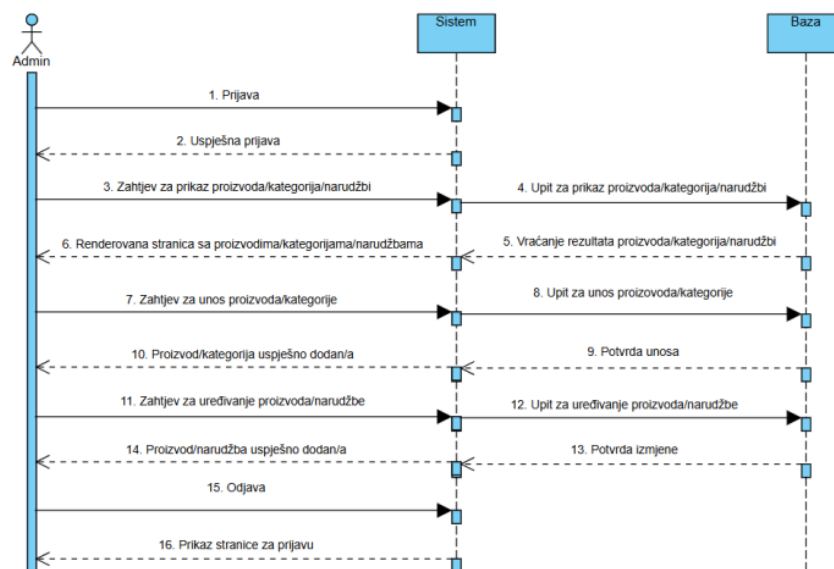 Sistem
Baza
Admin
1. Prijava
2. Uspješna prijava
3. Zahtjev za prikaz proizvoda/kategorija/narudžbi
4. Upit za prikaz proizvoda/kategorija/narudžbi
5. Vraćanje rezultata proizvoda/kategorija/narudžbi
6. Renderovana stranica sa proizvodima/kategorijama/narudžbama
7. Zahtjev za unos proizvoda/kategorije
8. Upit za unos proizovoda/kategorije
9. Potvrda unosa
10. Proizvod/kategorija uspješno dodan/a
11. Zahtjev za uređivanje proizvoda/narudžbe
12. Upit za uređivanje proizvoda/narudžbe
13. Potvrda izmjene
14. Proizvod/narudžba uspješno dodan/a
15. Odjava
16. Prikaz stranice za prijavu